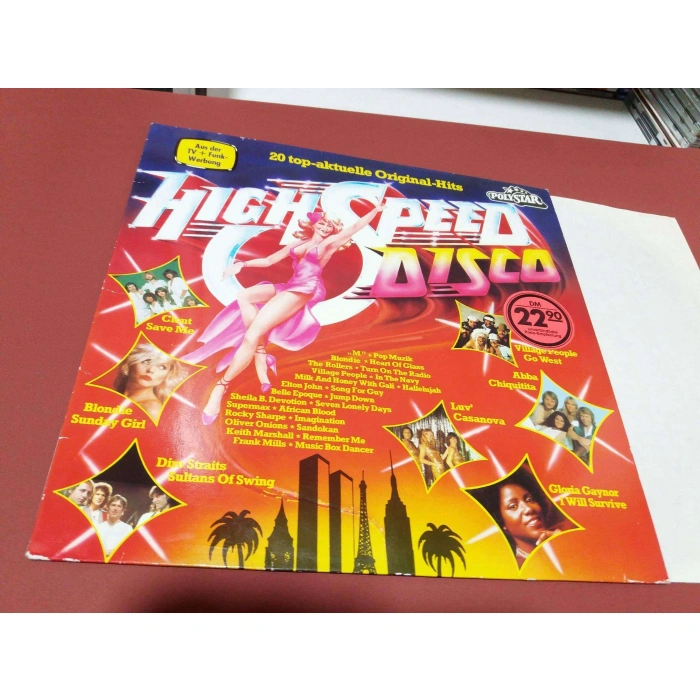 Aus der
TV + Funk-
Werbung
20 top-aktuelle Original-Hits
POLYSTAR
HIGH SPEED
DISCO
DM
22⁹⁰
Clout
Save Me
Village People
Go West
Blondie
Sunday Girl
Abba
Chiquitita
Luv'
Casanova
Dire Straits
Sultans Of Swing
Gloria Gaynor
I Will Survive
„M" • Pop Muzik
Blondie • Heart Of Glass
The Rollers • Turn On The Radio
Village People • In The Navy
Milk And Honey With Gali • Hallelujah
Elton John • Song For Guy
Belle Epoque • Jump Down
Sheila B. Devotion • Seven Lonely Days
Supermax • African Blood
Rocky Sharpe • Imagination
Oliver Onions • Sandokan
Keith Marshall • Remember Me
Frank Mills • Music Box Dancer